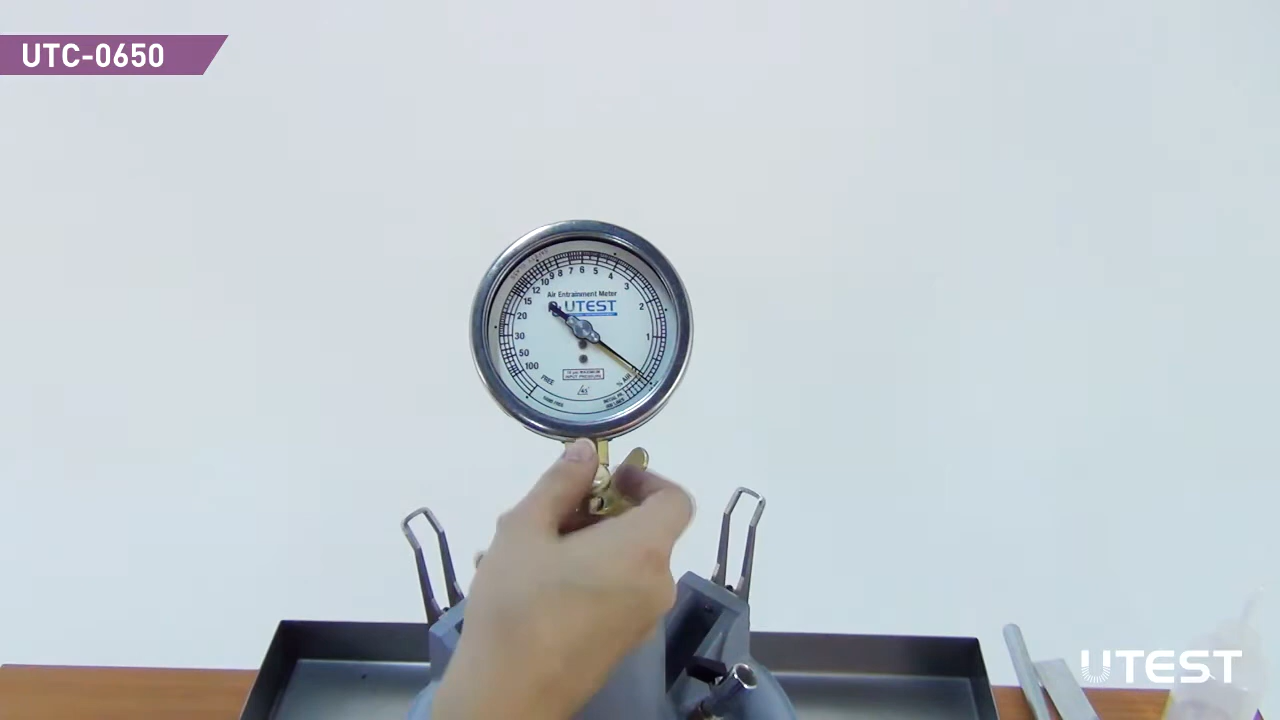 UTC-0650
10 9 8 7 6 5 4
12 3
15 2
20 1
30
50
100
Air Entrainment Meter
UTEST
FREE
% AIR
UTEST